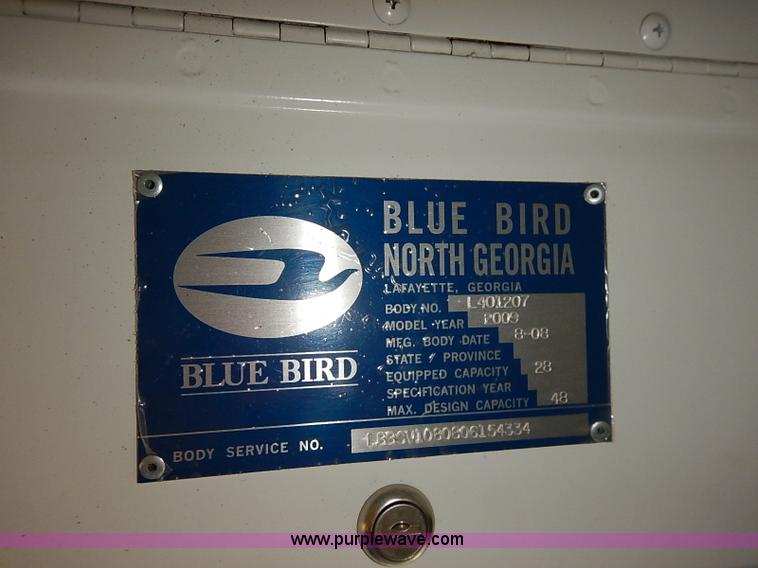 BLUE BIRD
BLUE BIRD
NORTH GEORGIA
LAFAYETTE, GEORGIA
BODY NO. L401207
MODEL YEAR 2009
MFG. BODY DATE 8-08
STATE / PROVINCE
EQUIPPED CAPACITY 28
SPECIFICATION YEAR
MAX. DESIGN CAPACITY 48
BODY SERVICE NO.
www.purplewave.com